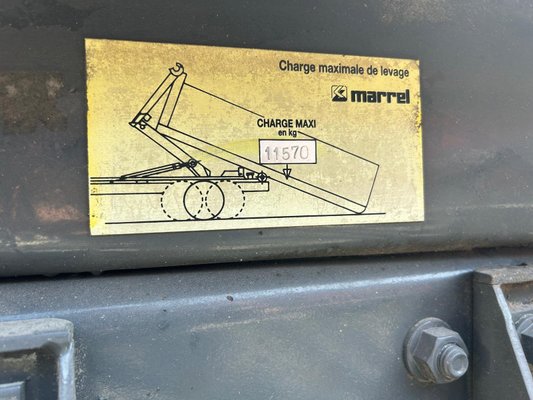 Charge maximale de levage
marrel
CHARGE MAXI
en kg
11570